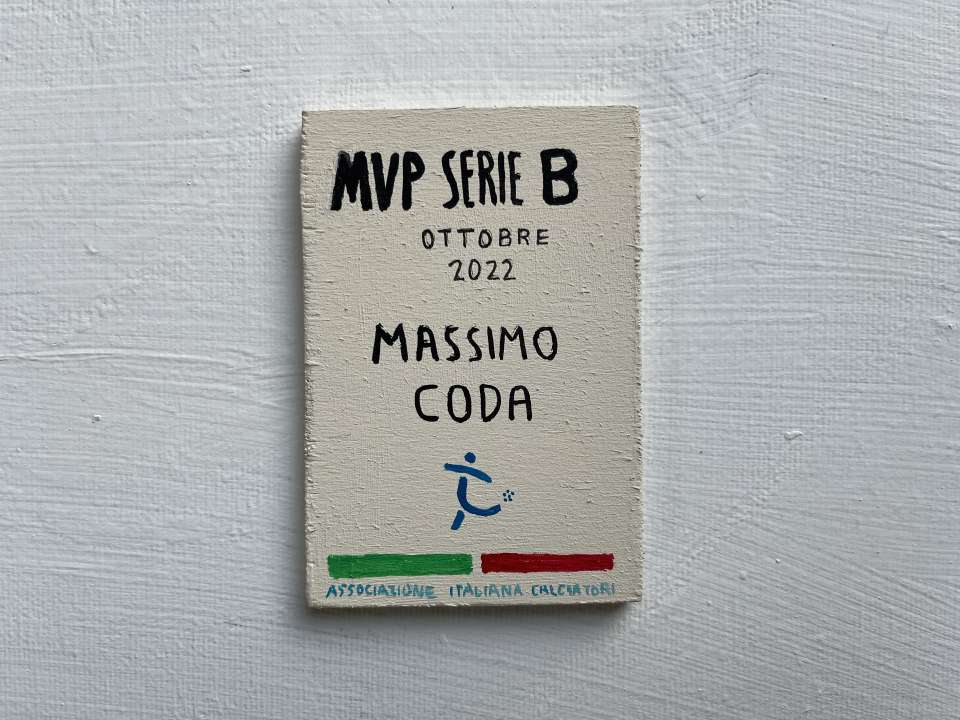 MVP SERIE B
OTTOBRE
2022
MASSIMO
CODA
ASSOCIAZIONE ITALIANA CALCIATORI